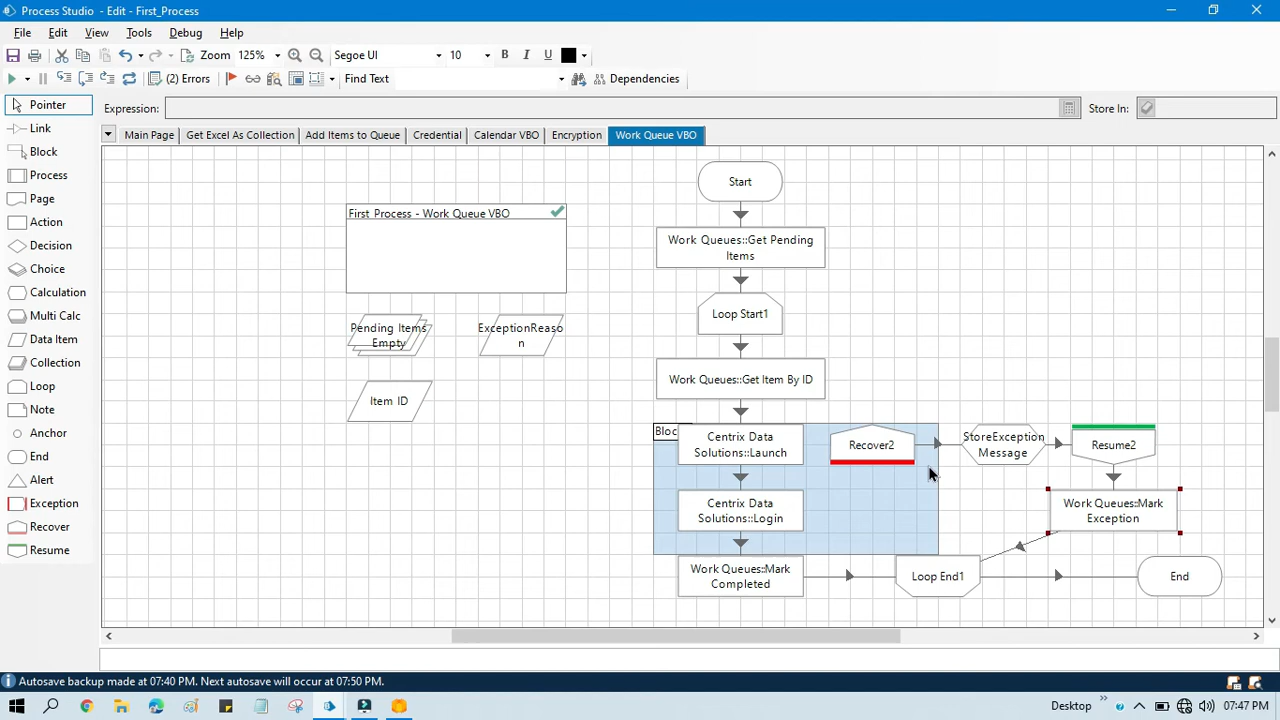 Process Studio - Edit - First_Process
File Edit View Tools Debug Help
Zoom 125% Segoe UI 10 B I U
(2) Errors Find Text Dependencies
Pointer
Link
Block
Process
Page
Action
Decision
Choice
Calculation
Multi Calc
Data Item
Collection
Loop
Note
Anchor
End
Alert
Exception
Recover
Resume
Expression: Store In:
Main Page Get Excel As Collection Add Items to Queue Credential Calendar VBO Encryption Work Queue VBO
First Process - Work Queue VBO
Pending Items
Empty
ExceptionReaso
n
Item ID
Start
Work Queues::Get Pending
Items
Loop Start1
Work Queues::Get Item By ID
Bloc
Centrix Data
Solutions::Launch
Recover2
StoreException
Message
Resume2
Centrix Data
Solutions::Login
Work Queues::Mark
Exception
Work Queues::Mark
Completed
Loop End1
End
Autosave backup made at 07:40 PM. Next autosave will occur at 07:50 PM.
Desktop 07:47 PM